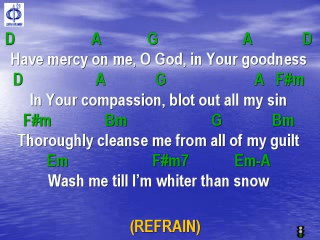 D A G A D
Have mercy on me, O God, in Your goodness
D A G A F#m
In Your compassion, blot out all my sin
F#m Bm G Bm
Thoroughly cleanse me from all of my guilt
Em F#m7 Em-A
Wash me till I'm whiter than snow
(REFRAIN)